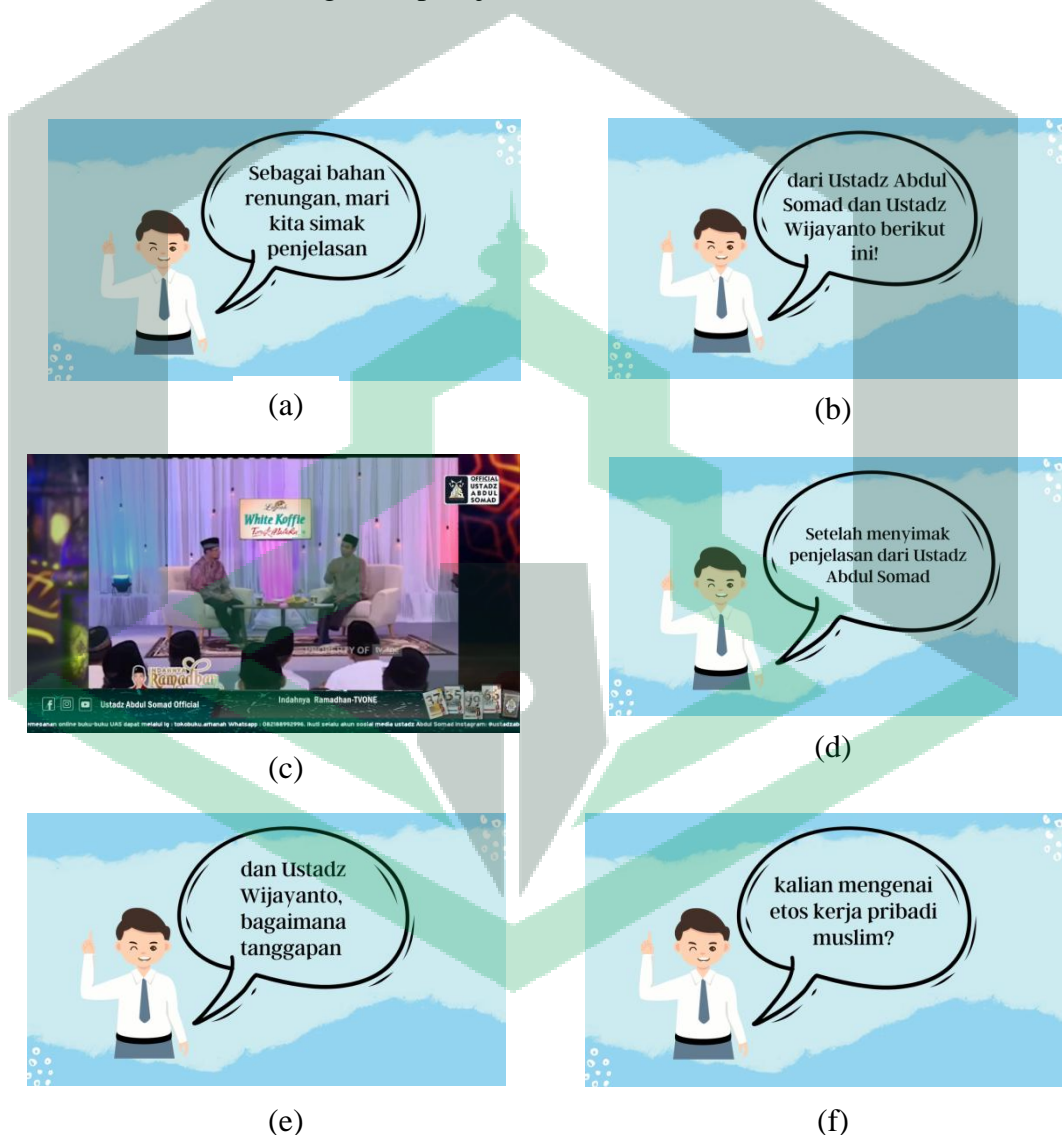 Sebagai bahan
renungan, mari
kita simak
penjelasan
(a)
dari Ustadz Abdul
Somad dan Ustadz
Wijayanto berikut
ini!
(b)
OFFICIAL
USTADZ
ABDUL
SOMAD
White Koffie
PROPERTY OF
Ramadhan
Ustadz Abdul Somad Official
Indahnya Ramadhan-TVONE
(c)
Setelah menyimak
penjelasan dari Ustadz
Abdul Somad
(d)
dan Ustadz
Wijayanto,
bagaimana
tanggapan
(e)
kalian mengenai
etos kerja pribadi
muslim?
(f)